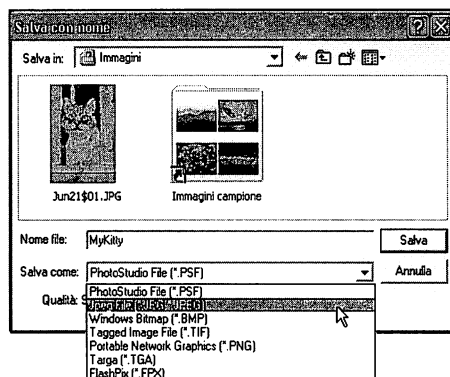 Salva con nome
Salva in: Immagini
Jun21$01.JPG Immagini campione
Nome file: MyKitty Salva
Salva come: PhotoStudio File (*.PSF) Annulla
Qualità:
PhotoStudio File (*.PSF)
Windows Bitmap (*.BMP)
Tagged Image File (*.TIF)
Portable Network Graphics (*.PNG)
Targa (*.TGA)
FlashPix (*.FPX)